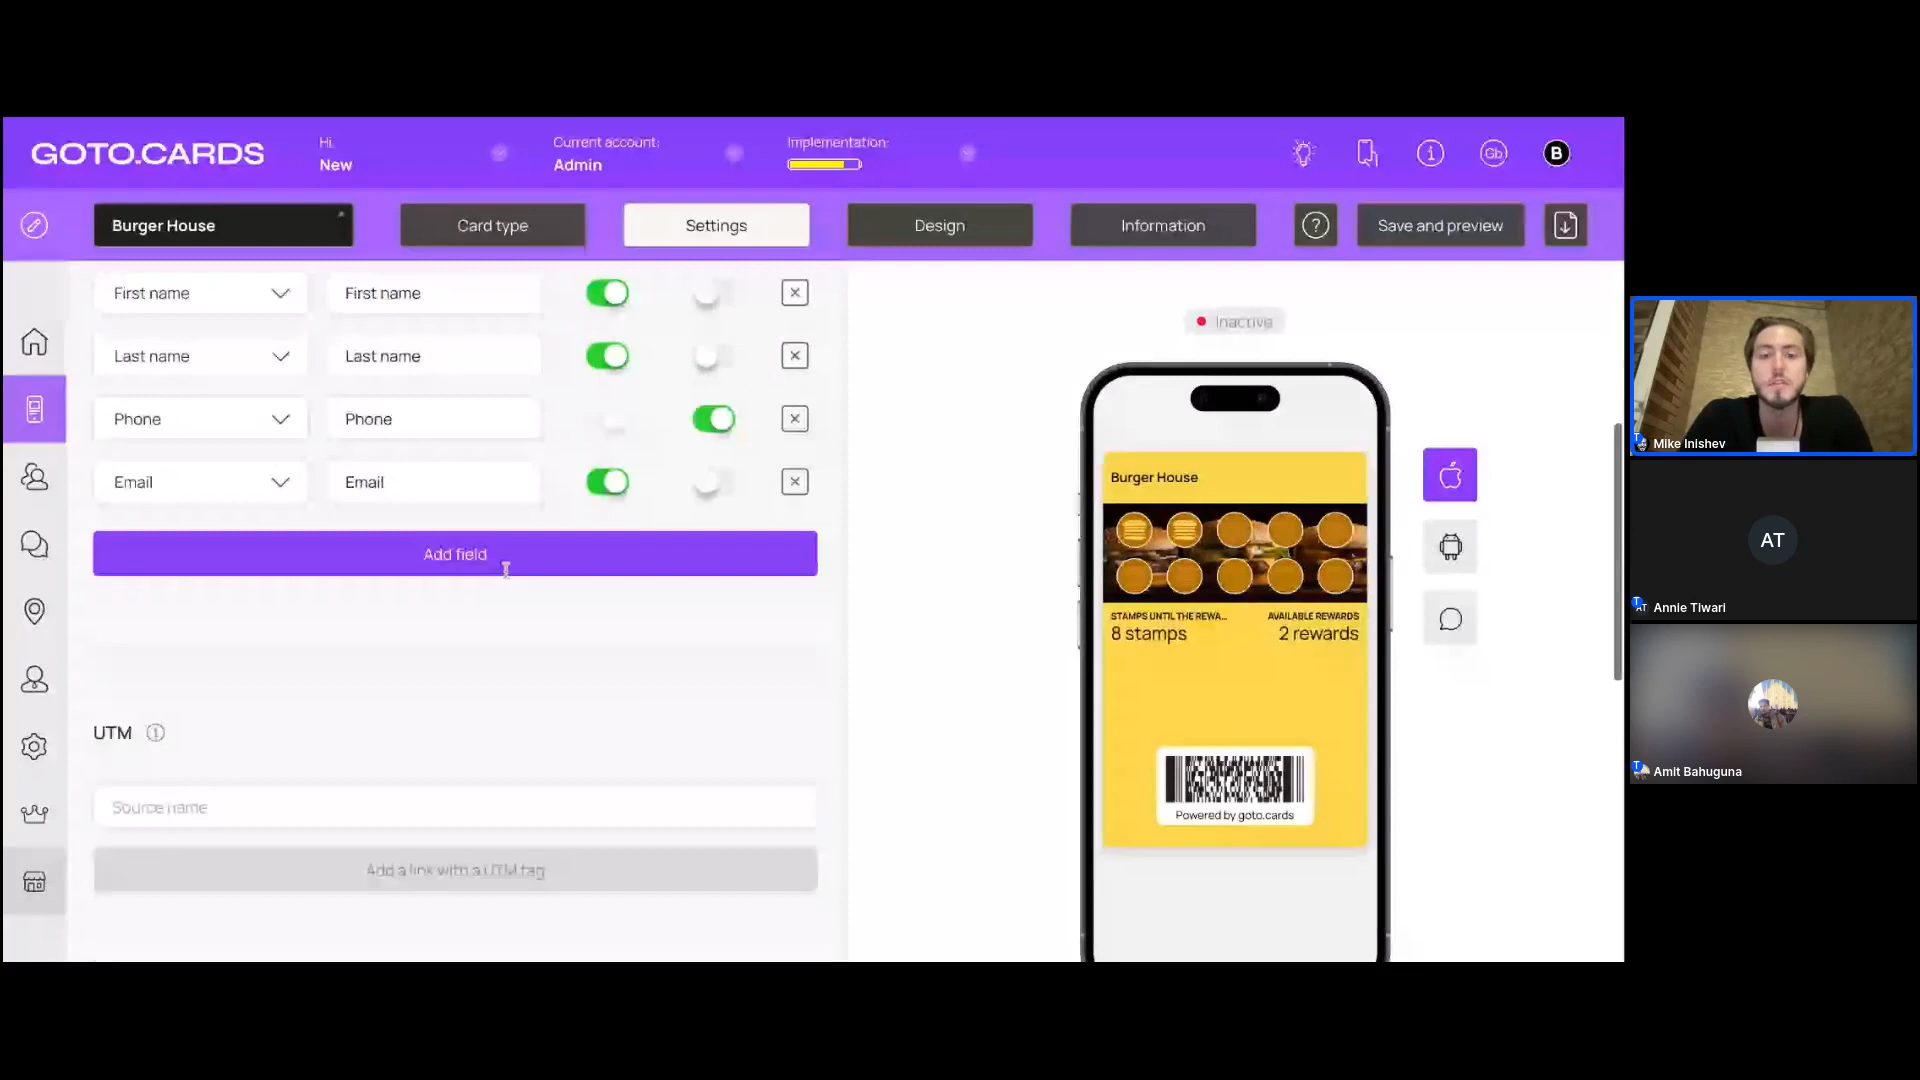 GOTO.CARDS
Hi,
New
Current account:
Admin
Implementation:
Gb
B
Burger House
Card type
Settings
Design
Information
?
Save and preview
First name
First name
Last name
Last name
Phone
Phone
Email
Email
Add field
UTM
Source name
Add a link with a UTM tag
Inactive
Burger House
STAMPS UNTIL THE REWA...
AVAILABLE REWARDS
8 stamps
2 rewards
Powered by goto.cards
Mike Inishev
AT
Annie Tiwari
Amit Bahuguna